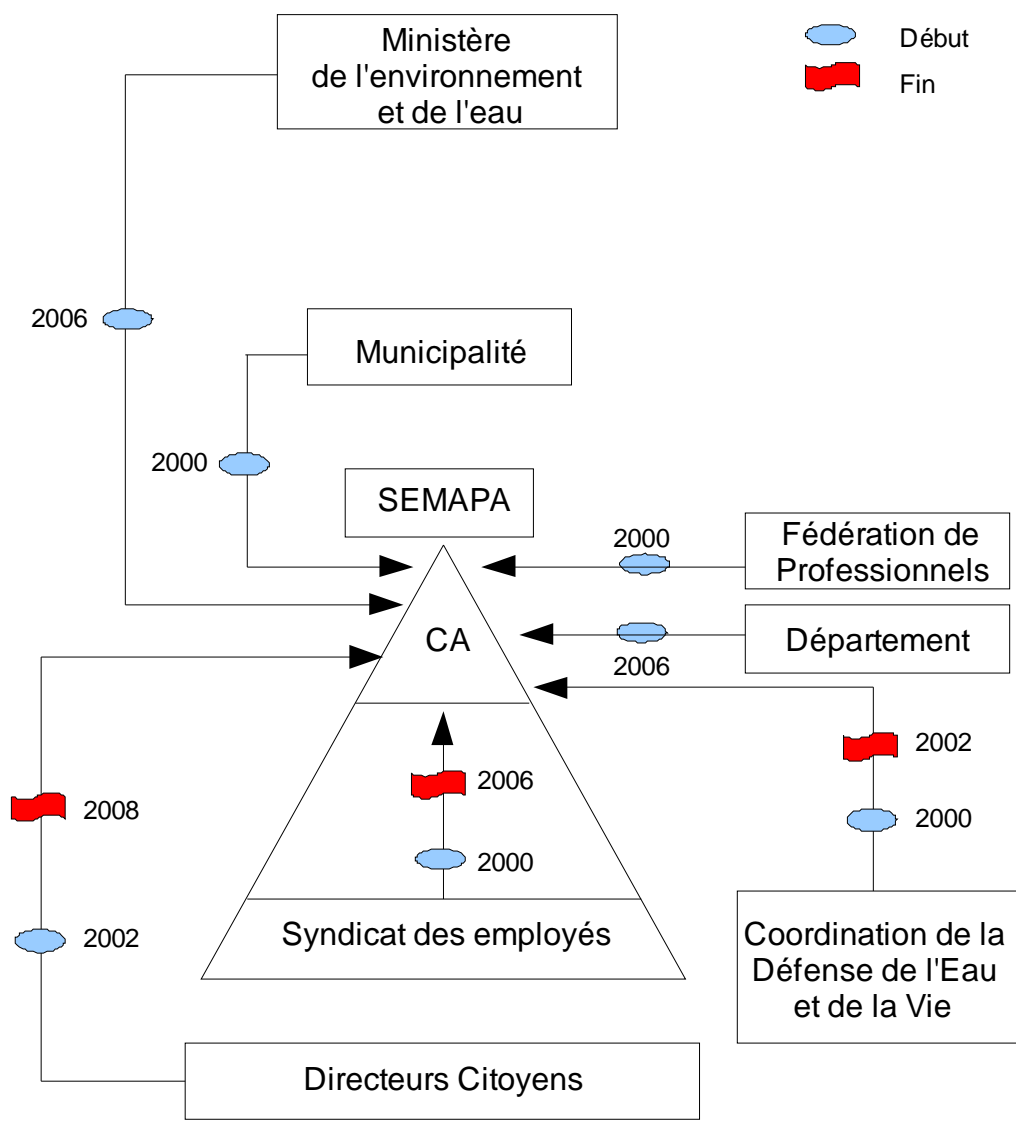 Ministère
de l'environnement
et de l'eau
Début
Fin
2006
Municipalité
2000
SEMAPA
2000
Fédération de
Professionnels
CA
Département
2006
2002
2006
2008
2000
2000
Syndicat des employés
2002
Coordination de la
Défense de l'Eau
et de la Vie
Directeurs Citoyens